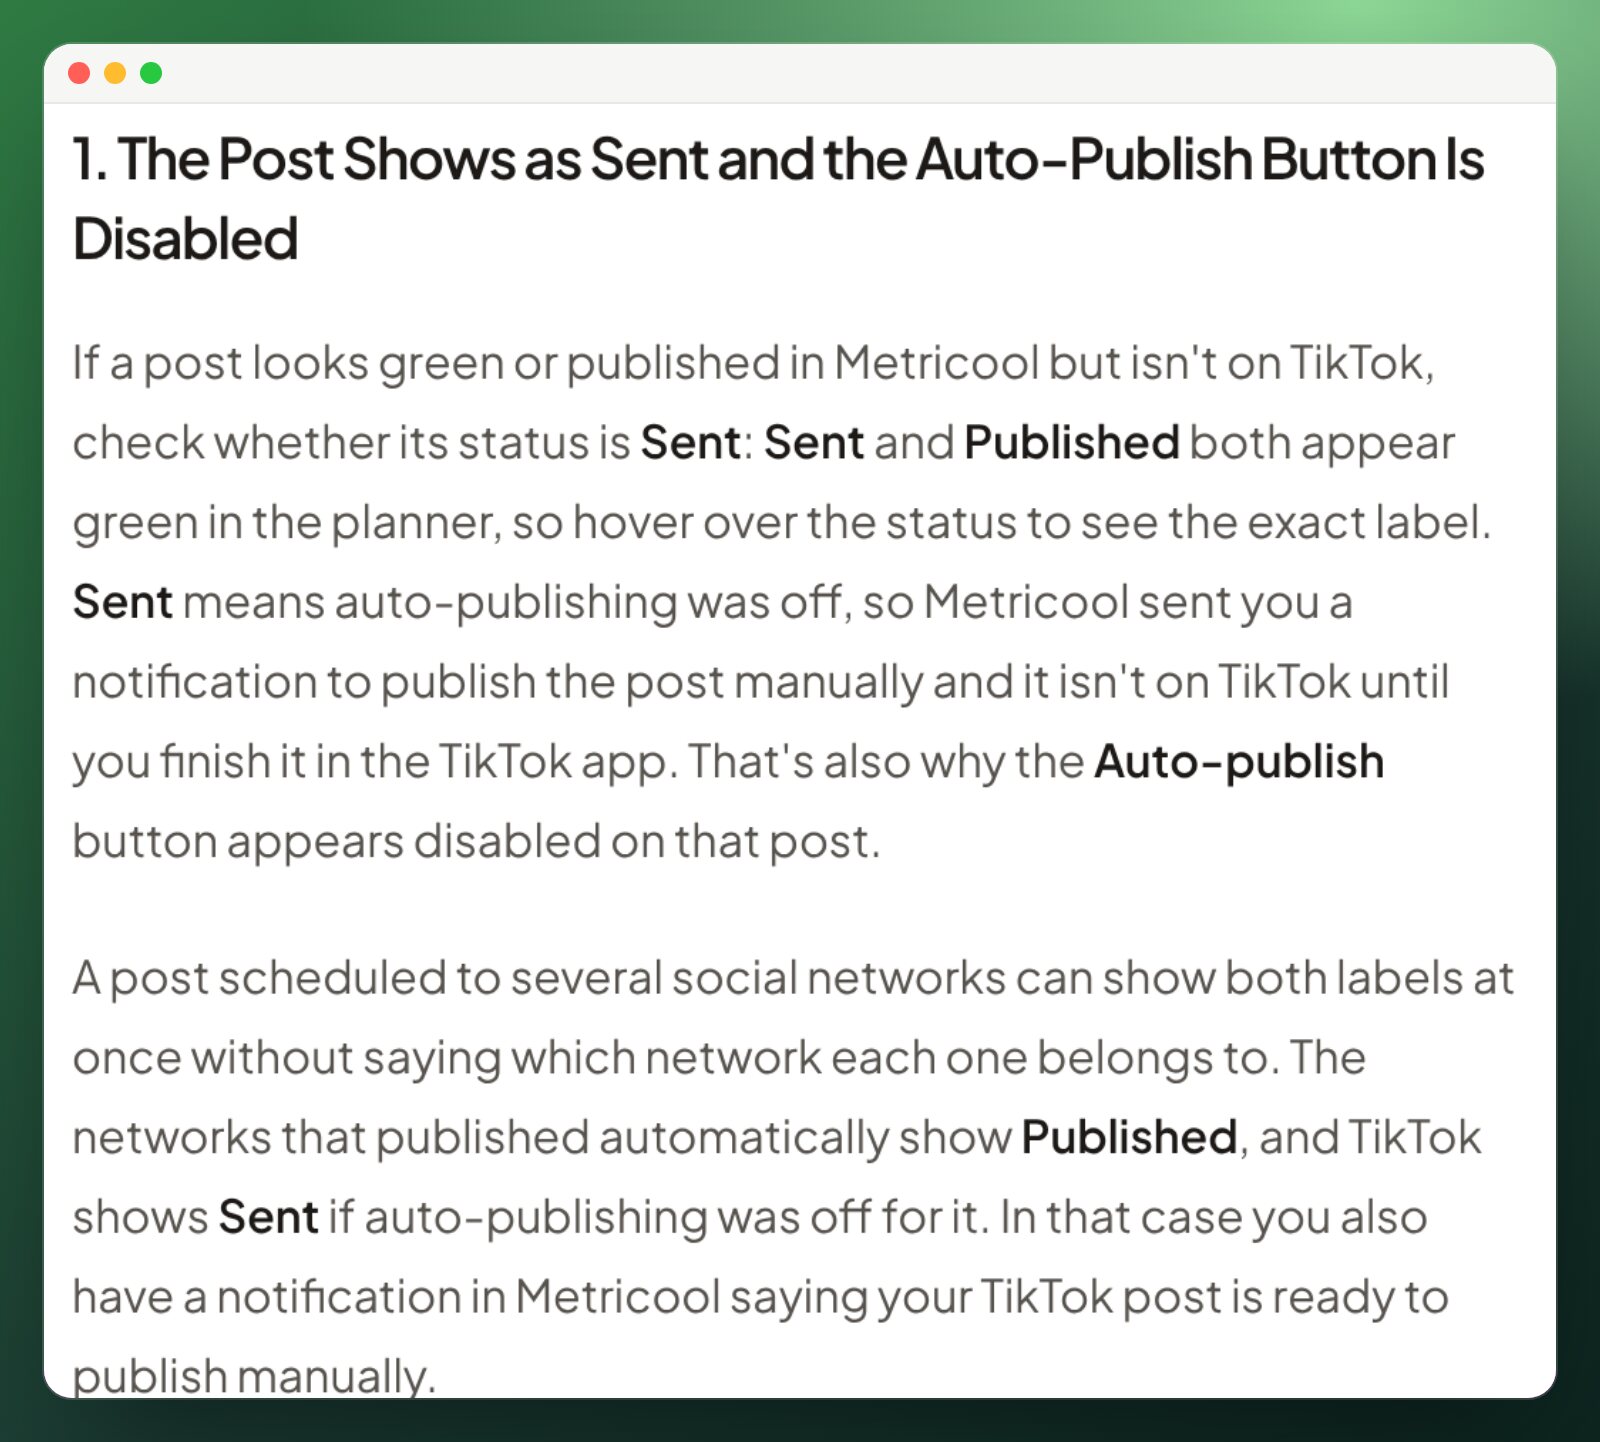 1. The Post Shows as Sent and the Auto-Publish Button Is
Disabled
If a post looks green or published in Metricool but isn't on TikTok,
check whether its status is Sent: Sent and Published both appear
green in the planner, so hover over the status to see the exact label.
Sent means auto-publishing was off, so Metricool sent you a
notification to publish the post manually and it isn't on TikTok until
you finish it in the TikTok app. That's also why the Auto-publish
button appears disabled on that post.
A post scheduled to several social networks can show both labels at
once without saying which network each one belongs to. The
networks that published automatically show Published, and TikTok
shows Sent if auto-publishing was off for it. In that case you also
have a notification in Metricool saying your TikTok post is ready to
publish manually.